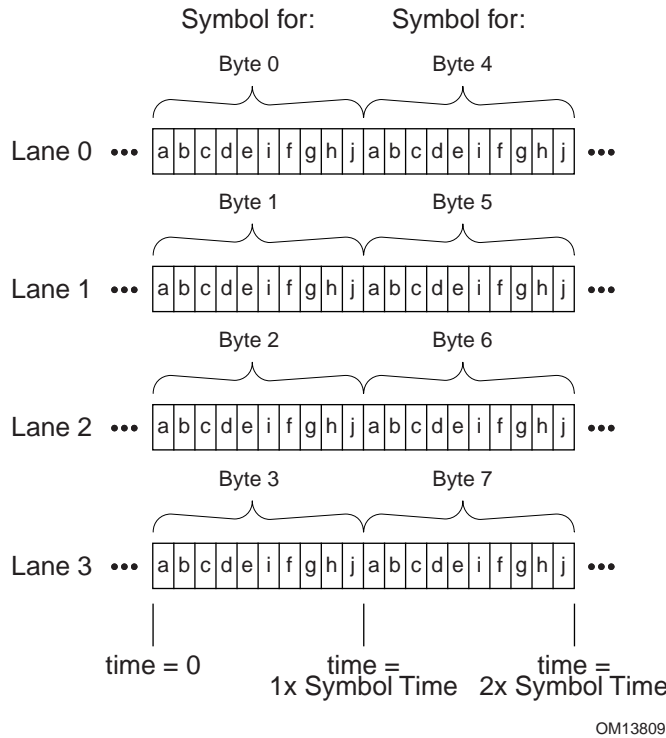 Symbol for: Symbol for:
Byte 0 Byte 4
Lane 0 ••• a b c d e i f g h j a b c d e i f g h j •••
Byte 1 Byte 5
Lane 1 ••• a b c d e i f g h j a b c d e i f g h j •••
Byte 2 Byte 6
Lane 2 ••• a b c d e i f g h j a b c d e i f g h j •••
Byte 3 Byte 7
Lane 3 ••• a b c d e i f g h j a b c d e i f g h j •••
time = 0 time = time =
1x Symbol Time 2x Symbol Time
OM13809